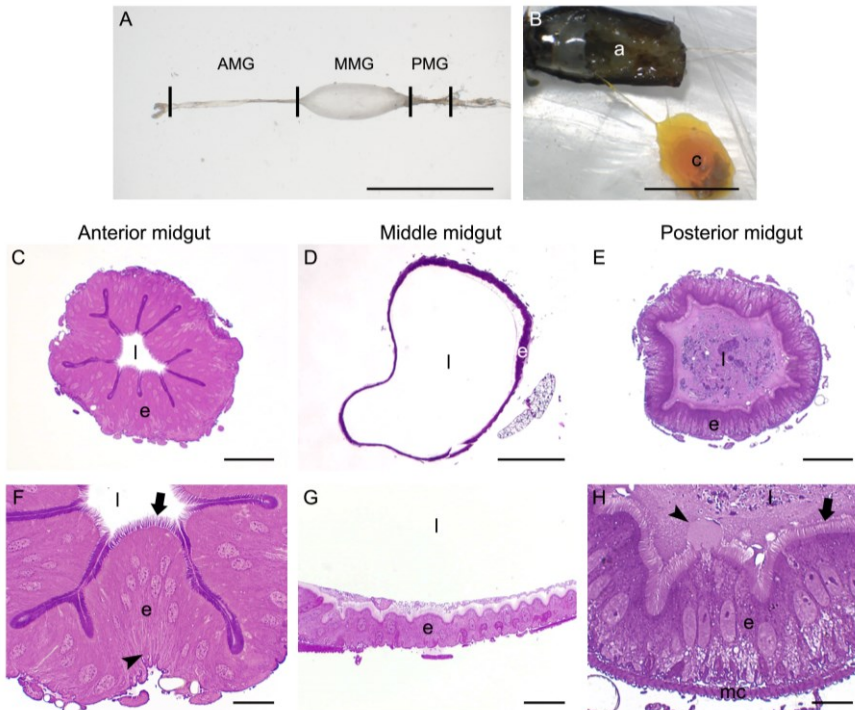 A
AMG MMG PMG
B
a
c
Anterior midgut
Middle midgut
Posterior midgut
C
l
e
D
l
e
E
l
e
F
l
e
G
l
e
H
l
e
mc